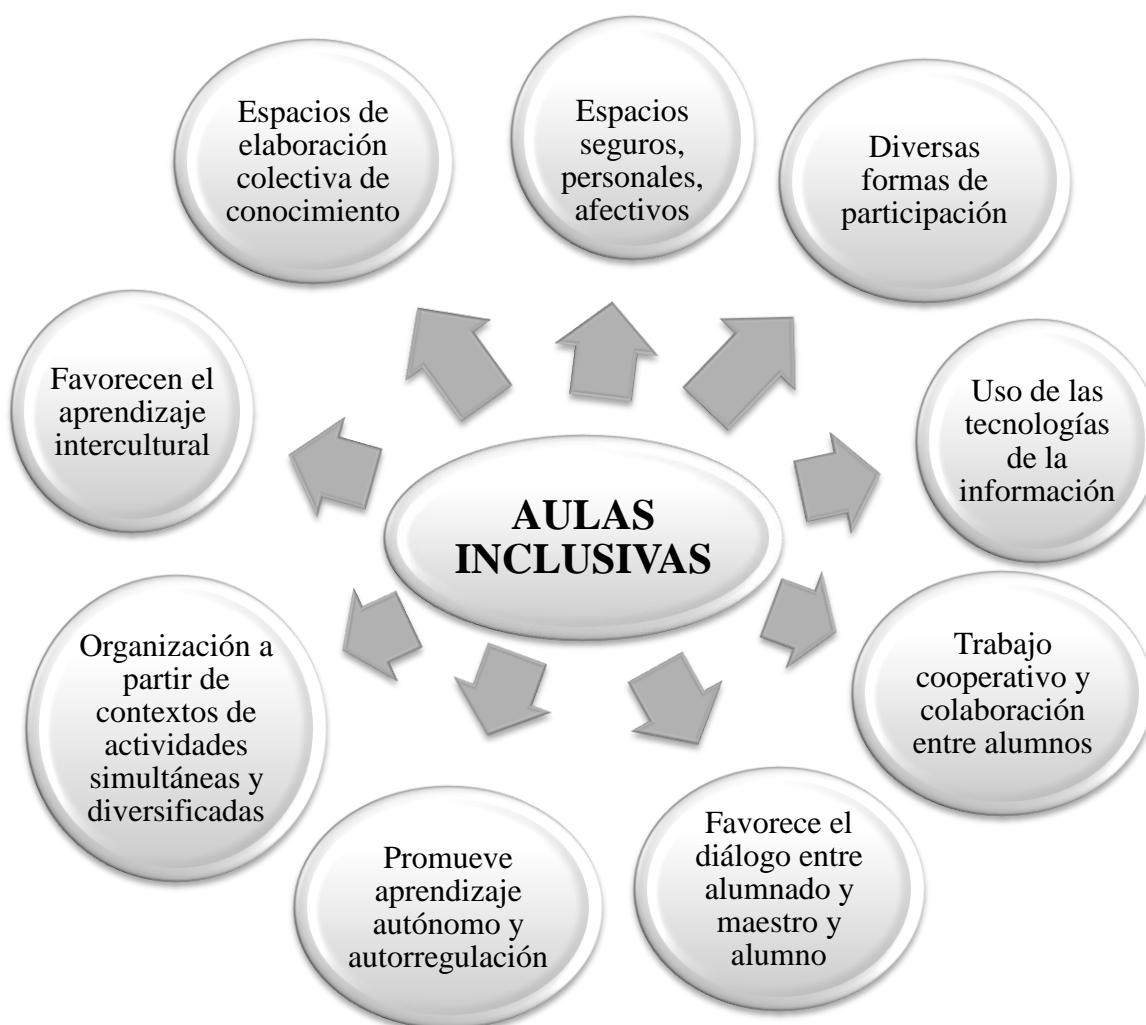 Espacios de
elaboración
colectiva de
conocimiento
Espacios
seguros,
personales,
afectivos
Diversas
formas de
participación
Favorecen el
aprendizaje
intercultural
Uso de las
tecnologías
de la
información
AULAS
INCLUSIVAS
Organización a
partir de
contextos de
actividades
simultáneas y
diversificadas
Trabajo
cooperativo y
colaboración
entre alumnos
Promueve
aprendizaje
autónomo y
autorregulación
Favorece el
diálogo entre
alumnado y
maestro y
alumno